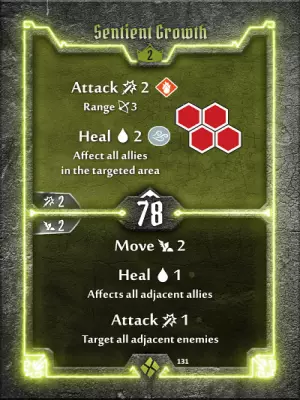 Sentient Growth
2
Attack 2
Range 3
Heal 2
Affect all allies
in the targeted area
2
78
2
Move 2
Heal 1
Affects all adjacent allies
Attack 1
Target all adjacent enemies
131